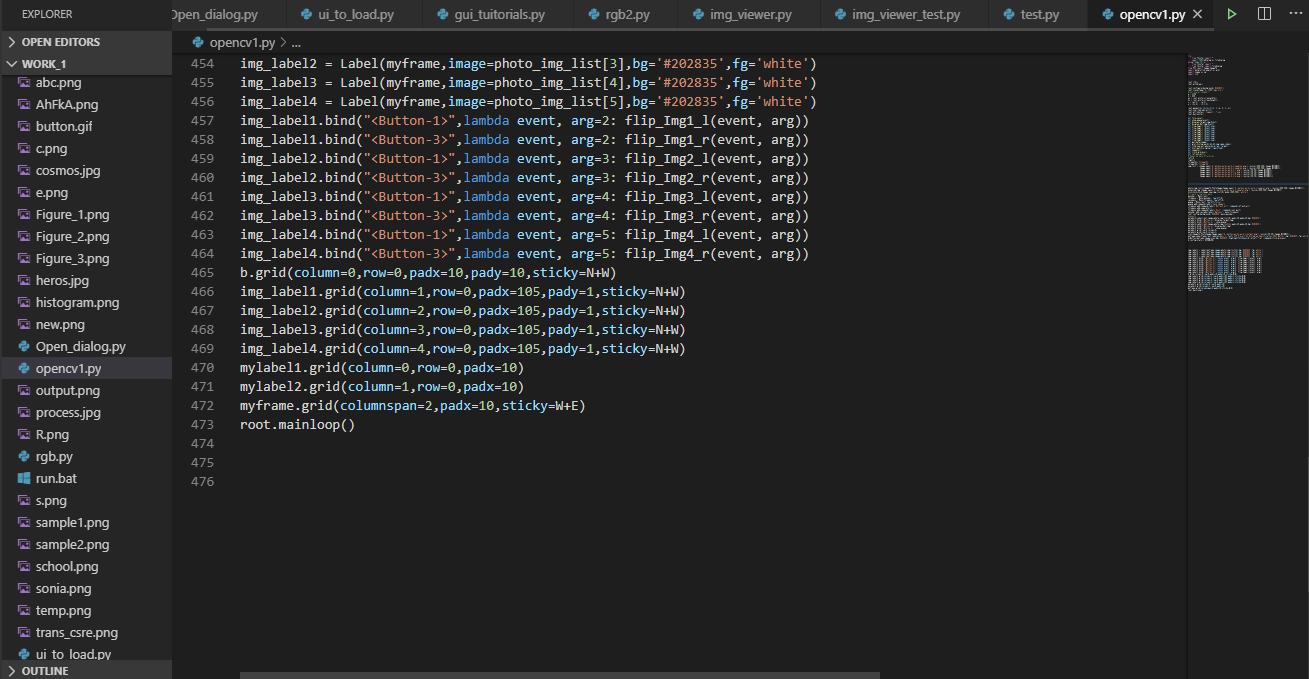 EXPLORER
Open_dialog.py ui_to_load.py gui_tuitorials.py rgb2.py img_viewer.py img_viewer_test.py test.py opencv1.py
OPEN EDITORS
WORK_1
abc.png
AhFkA.png
button.gif
c.png
cosmos.jpg
e.png
Figure_1.png
Figure_2.png
Figure_3.png
heros.jpg
histogram.png
new.png
Open_dialog.py
opencv1.py
output.png
process.jpg
R.png
rgb.py
run.bat
s.png
sample1.png
sample2.png
school.png
sonia.png
temp.png
trans_csre.png
ui_to_load.py
OUTLINE
opencv1.py > ...
454 img_label2 = Label(myframe,image=photo_img_list[3],bg='#202835',fg='white')
455 img_label3 = Label(myframe,image=photo_img_list[4],bg='#202835',fg='white')
456 img_label4 = Label(myframe,image=photo_img_list[5],bg='#202835',fg='white')
457 img_label1.bind("<Button-1>",lambda event, arg=2: flip_Img1_l(event, arg))
458 img_label1.bind("<Button-3>",lambda event, arg=2: flip_Img1_r(event, arg))
459 img_label2.bind("<Button-1>",lambda event, arg=3: flip_Img2_l(event, arg))
460 img_label2.bind("<Button-3>",lambda event, arg=3: flip_Img2_r(event, arg))
461 img_label3.bind("<Button-1>",lambda event, arg=4: flip_Img3_l(event, arg))
462 img_label3.bind("<Button-3>",lambda event, arg=4: flip_Img3_r(event, arg))
463 img_label4.bind("<Button-1>",lambda event, arg=5: flip_Img4_l(event, arg))
464 img_label4.bind("<Button-3>",lambda event, arg=5: flip_Img4_r(event, arg))
465 b.grid(column=0,row=0,padx=10,pady=10,sticky=N+W)
466 img_label1.grid(column=1,row=0,padx=105,pady=1,sticky=N+W)
467 img_label2.grid(column=2,row=0,padx=105,pady=1,sticky=N+W)
468 img_label3.grid(column=3,row=0,padx=105,pady=1,sticky=N+W)
469 img_label4.grid(column=4,row=0,padx=105,pady=1,sticky=N+W)
470 mylabel1.grid(column=0,row=0,padx=10)
471 mylabel2.grid(column=1,row=0,padx=10)
472 myframe.grid(columnspan=2,padx=10,sticky=W+E)
473 root.mainloop()
474
475
476